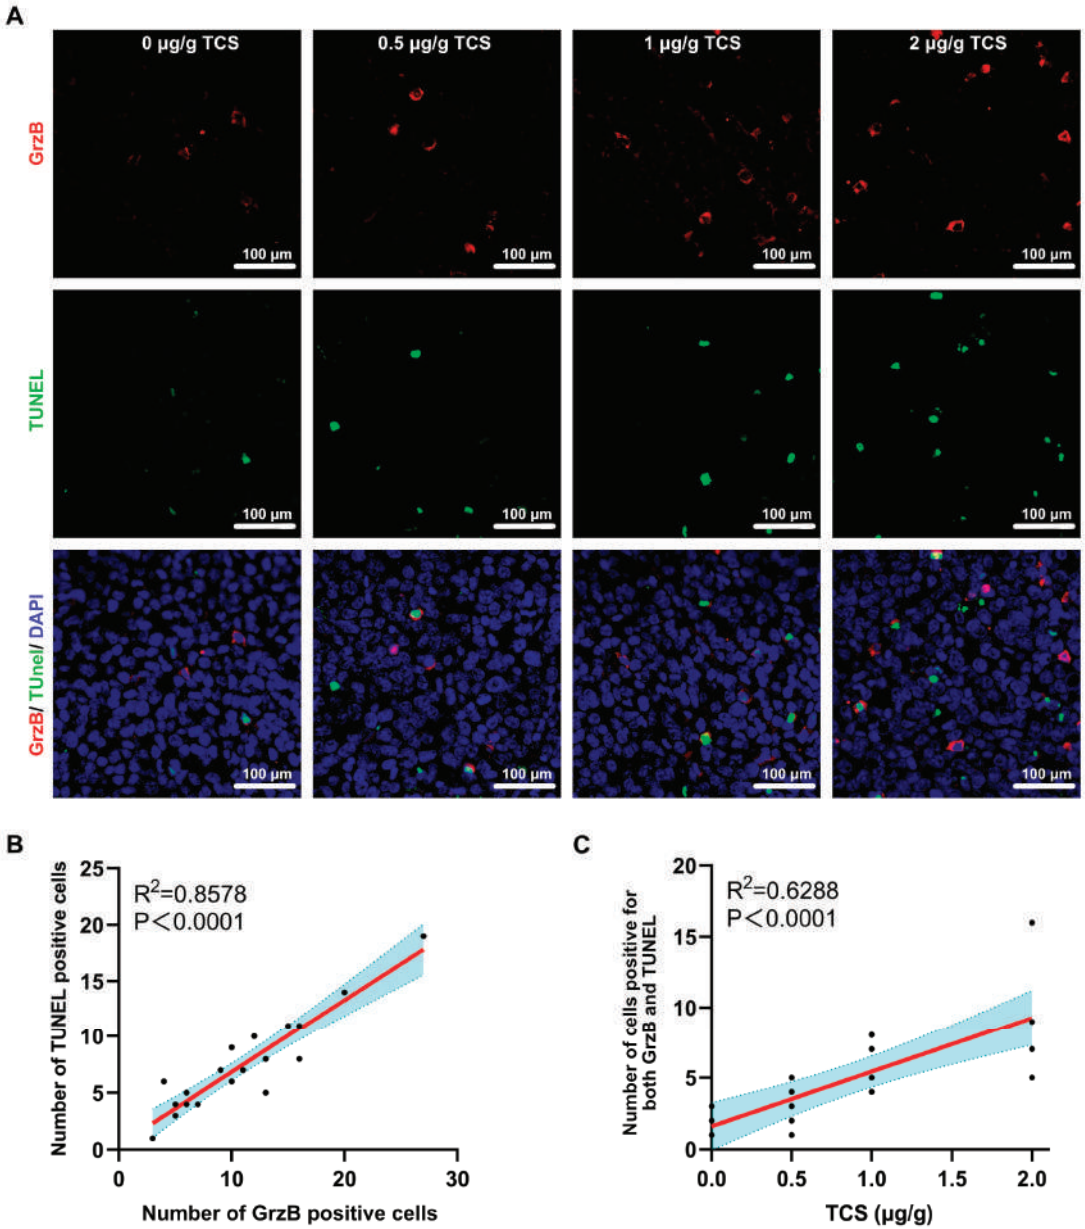 A
0 µg/g TCS
0.5 µg/g TCS
1 µg/g TCS
2 µg/g TCS
GrzB
100 µm
100 µm
100 µm
100 µm
TUNEL
100 µm
100 µm
100 µm
100 µm
GrzB/ TUnel/ DAPI
100 µm
100 µm
100 µm
100 µm
B
Number of TUNEL positive cells
25
20
15
10
5
0
R²=0.8578
P<0.0001
0
10
20
30
Number of GrzB positive cells
C
Number of cells positive for
both GrzB and TUNEL
20
15
10
5
0
R²=0.6288
P<0.0001
0.0
0.5
1.0
1.5
2.0
TCS (µg/g)